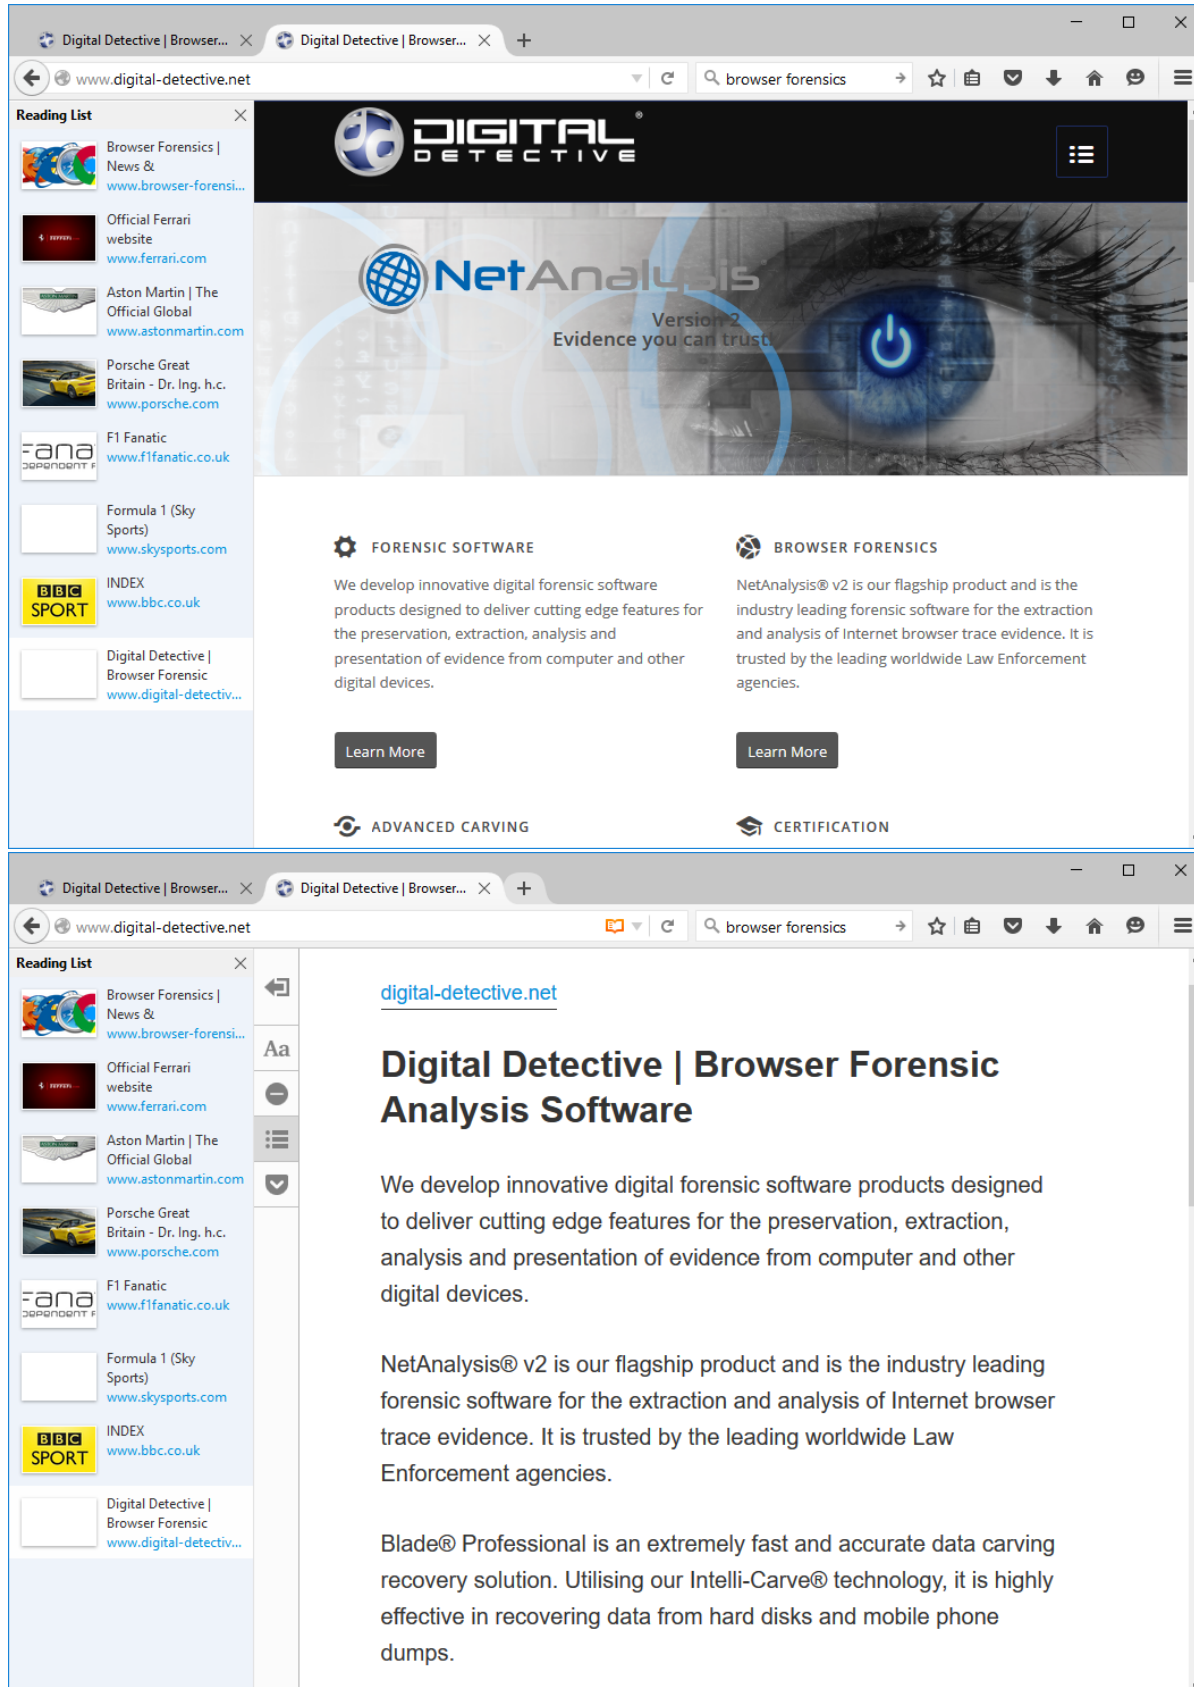 Digital Detective | Browser...
Digital Detective | Browser...
www.digital-detective.net
browser forensics
Reading List
Browser Forensics |
News &
www.browser-forensi...
Official Ferrari
website
www.ferrari.com
Aston Martin | The
Official Global
www.astonmartin.com
Porsche Great
Britain - Dr. Ing. h.c.
www.porsche.com
F1 Fanatic
www.f1fanatic.co.uk
Formula 1 (Sky
Sports)
www.skysports.com
BBC
SPORT
INDEX
www.bbc.co.uk
Digital Detective |
Browser Forensic
www.digital-detectiv...
DIGITAL®
DETECTIVE
NetAnalysis
Version 2
Evidence you can trust!
FORENSIC SOFTWARE
We develop innovative digital forensic software
products designed to deliver cutting edge features for
the preservation, extraction, analysis and
presentation of evidence from computer and other
digital devices.
Learn More
BROWSER FORENSICS
NetAnalysis® v2 is our flagship product and is the
industry leading forensic software for the extraction
and analysis of Internet browser trace evidence. It is
trusted by the leading worldwide Law Enforcement
agencies.
Learn More
ADVANCED CARVING
CERTIFICATION
Digital Detective | Browser...
Digital Detective | Browser...
www.digital-detective.net
browser forensics
Reading List
Browser Forensics |
News &
www.browser-forensi...
Official Ferrari
website
www.ferrari.com
Aston Martin | The
Official Global
www.astonmartin.com
Porsche Great
Britain - Dr. Ing. h.c.
www.porsche.com
F1 Fanatic
www.f1fanatic.co.uk
Formula 1 (Sky
Sports)
www.skysports.com
BBC
SPORT
INDEX
www.bbc.co.uk
Digital Detective |
Browser Forensic
www.digital-detectiv...
Aa
digital-detective.net
Digital Detective | Browser Forensic
Analysis Software
We develop innovative digital forensic software products designed
to deliver cutting edge features for the preservation, extraction,
analysis and presentation of evidence from computer and other
digital devices.
NetAnalysis® v2 is our flagship product and is the industry leading
forensic software for the extraction and analysis of Internet browser
trace evidence. It is trusted by the leading worldwide Law
Enforcement agencies.
Blade® Professional is an extremely fast and accurate data carving
recovery solution. Utilising our Intelli-Carve® technology, it is highly
effective in recovering data from hard disks and mobile phone
dumps.